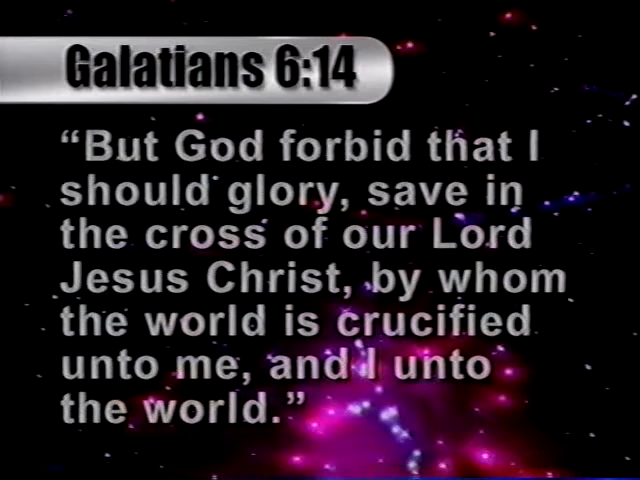 Galatians 6:14
“But God forbid that I
should glory, save in
the cross of our Lord
Jesus Christ, by whom
the world is crucified
unto me, and I unto
the world.”